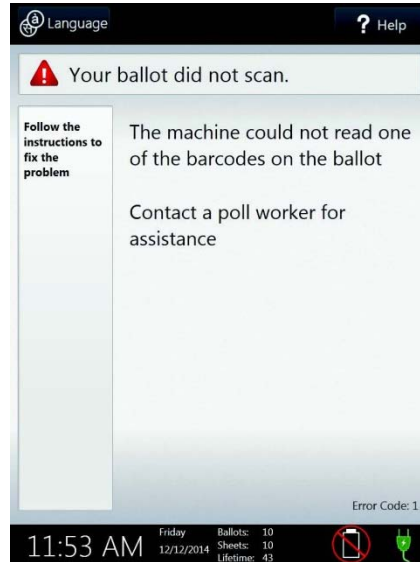 Language
? Help
Your ballot did not scan.
Follow the
instructions to
fix the
problem
The machine could not read one
of the barcodes on the ballot
Contact a poll worker for
assistance
Error Code: 1
11:53 AM
Friday
12/12/2014
Ballots: 10
Sheets: 10
Lifetime: 43